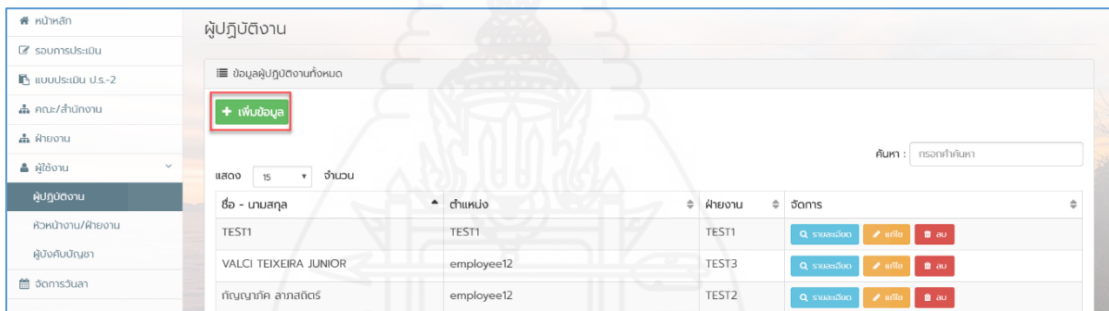 หน้าหลัก
รอบการประเมิน
แบบประเมิน ป.ร.-2
คณะ/สำนักงาน
ฝ่ายงาน
ผู้ใช้งาน
ผู้ปฏิบัติงาน
หัวหน้างาน/ฝ่ายงาน
ผู้บังคับบัญชา
จัดการวันลา
ผู้ปฏิบัติงาน
ข้อมูลผู้ปฏิบัติงานทั้งหมด
+ เพิ่มข้อมูล
ค้นหา : กรอกคำค้นหา
แสดง 15 จำนวน
ชื่อ - นามสกุล ตำแหน่ง ฝ่ายงาน จัดการ
TEST1 TEST1 TEST1 รายละเอียด แก้ไข ลบ
VALCI TEIXEIRA JUNIOR employee12 TEST3 รายละเอียด แก้ไข ลบ
กัญญาภัค ลาภสถิตร์ employee12 TEST2 รายละเอียด แก้ไข ลบ